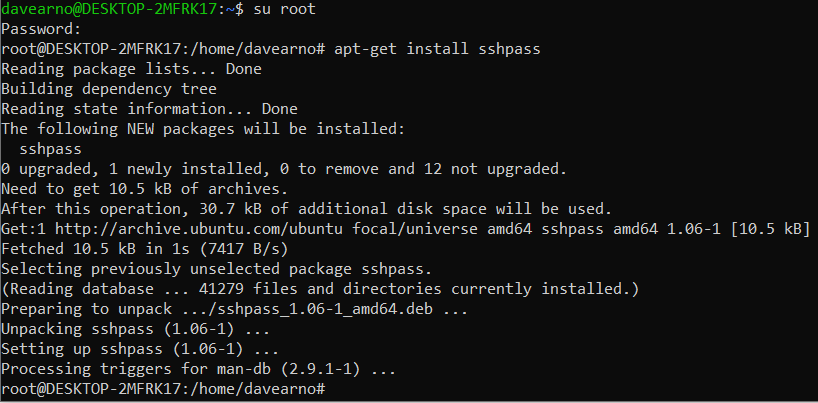 davearno@DESKTOP-2MFRK17:~$ su root
Password:
root@DESKTOP-2MFRK17:/home/davearno# apt-get install sshpass
Reading package lists... Done
Building dependency tree
Reading state information... Done
The following NEW packages will be installed:
  sshpass
0 upgraded, 1 newly installed, 0 to remove and 12 not upgraded.
Need to get 10.5 kB of archives.
After this operation, 30.7 kB of additional disk space will be used.
Get:1 http://archive.ubuntu.com/ubuntu focal/universe amd64 sshpass amd64 1.06-1 [10.5 kB]
Fetched 10.5 kB in 1s (7417 B/s)
Selecting previously unselected package sshpass.
(Reading database ... 41279 files and directories currently installed.)
Preparing to unpack .../sshpass_1.06-1_amd64.deb ...
Unpacking sshpass (1.06-1) ...
Setting up sshpass (1.06-1) ...
Processing triggers for man-db (2.9.1-1) ...
root@DESKTOP-2MFRK17:/home/davearno#